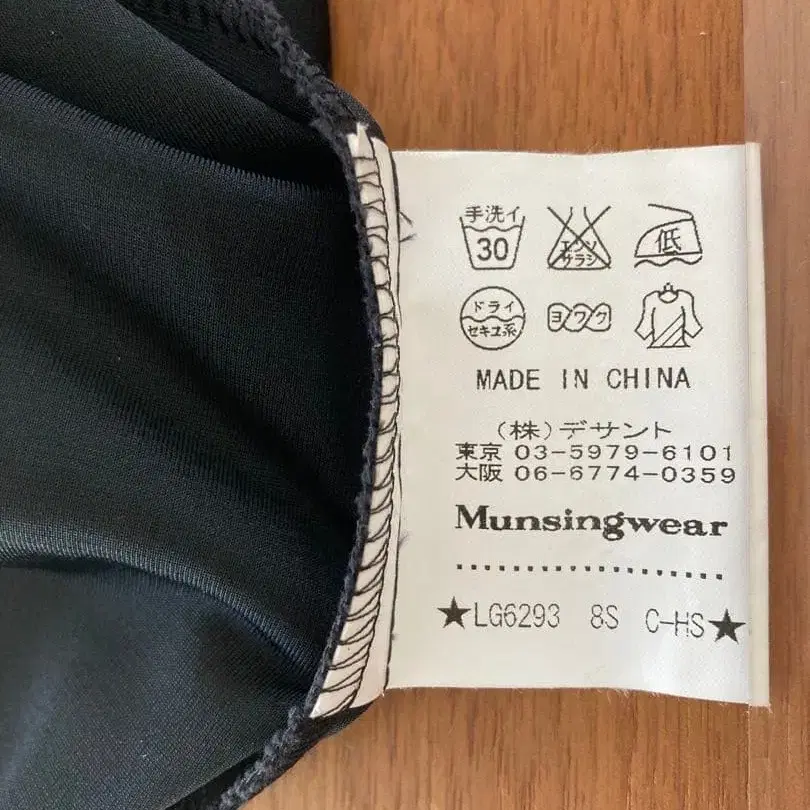 手洗イ
30
エンソ
サラシ
低
ドライ
セキユ系
ヨワク
MADE IN CHINA
(株)デサント
東京 03-5979-6101
大阪 06-6774-0359
Munsingwear
★LG6293 8S C-HS★